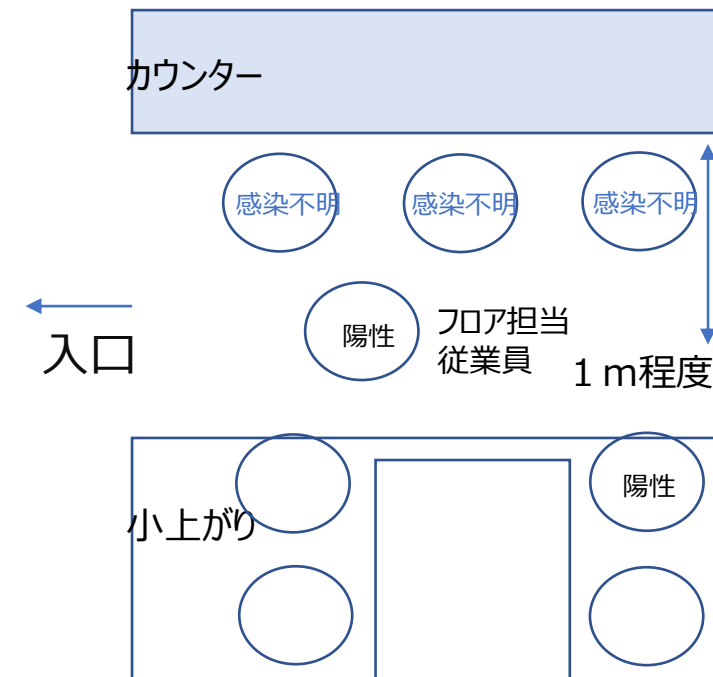 カウンター
感染不明
感染不明
感染不明
陽性
フロア担当
従業員
入口
１ｍ程度
陽性
小上がり